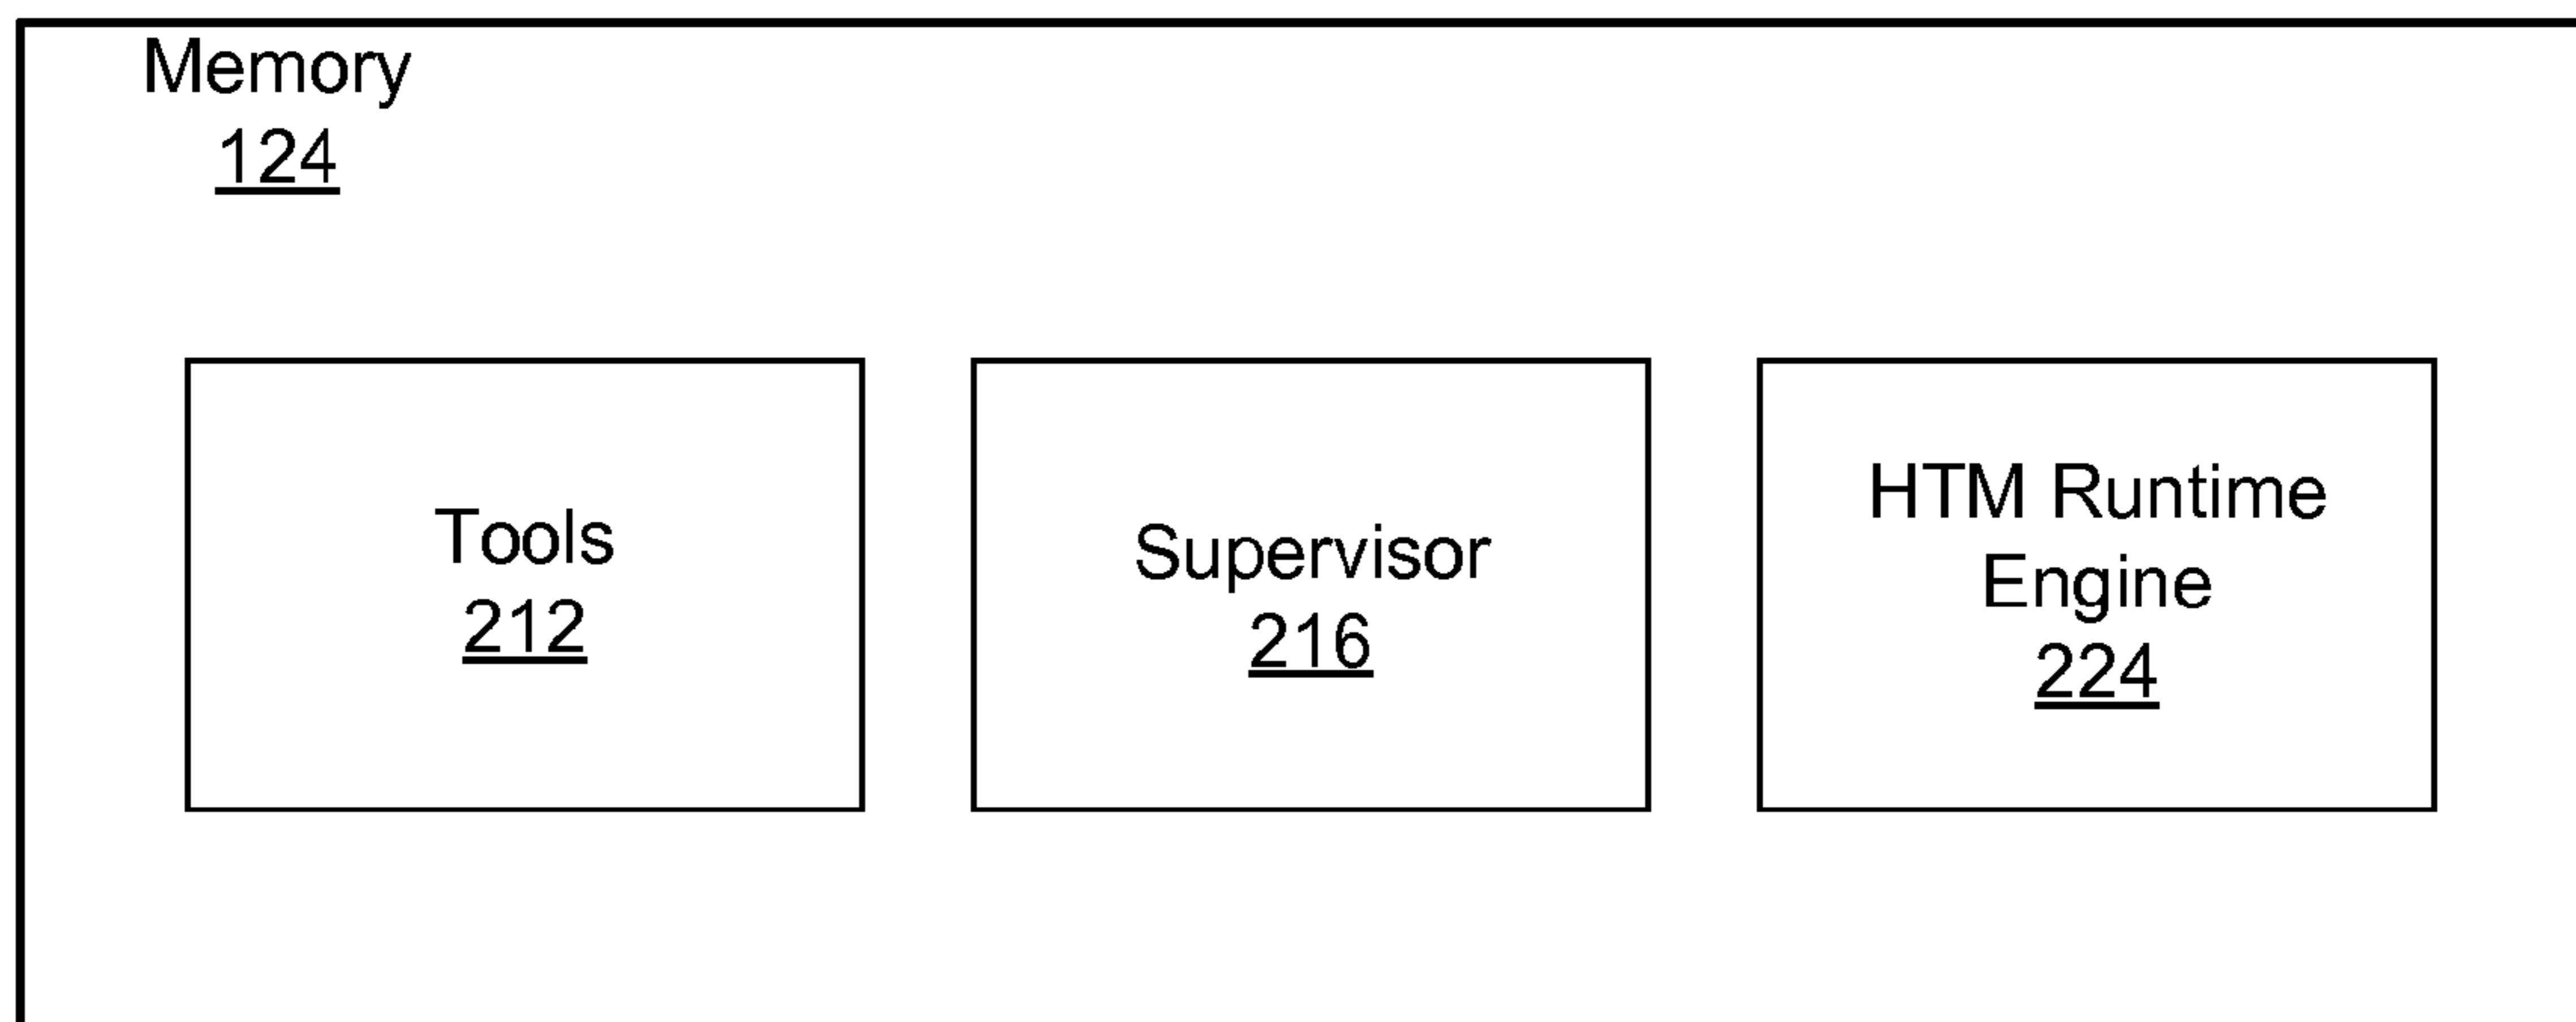 Memory
124
Tools
212
Supervisor
216
HTM Runtime
Engine
224